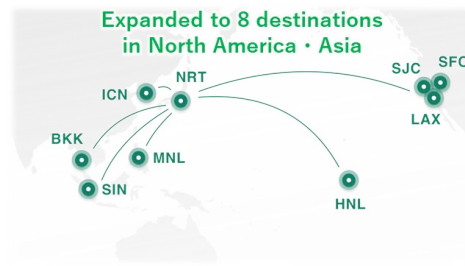 Expanded to 8 destinations
in North America・Asia
NRT
ICN
SJC
SFO
LAX
BKK
MNL
SIN
HNL